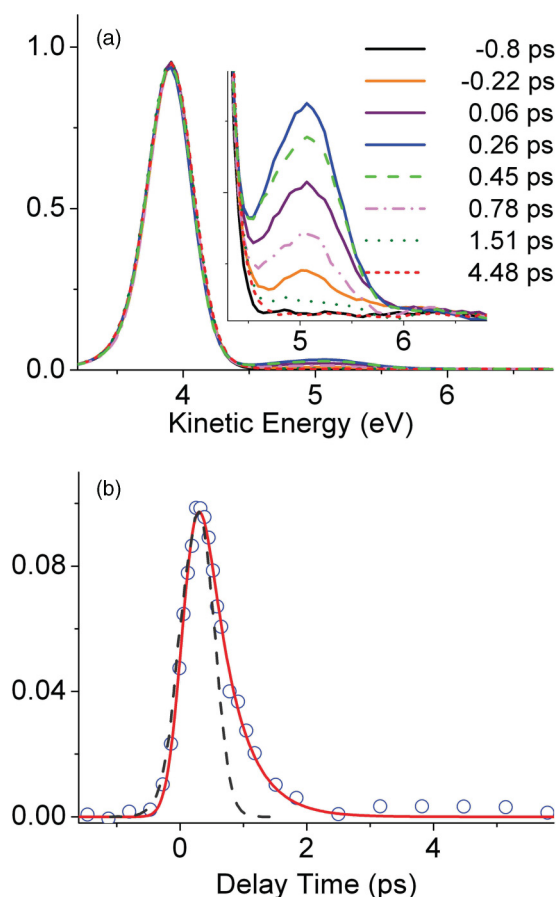 (a)
1.0
0.5
0.0
-0.8 ps
-0.22 ps
0.06 ps
0.26 ps
0.45 ps
0.78 ps
1.51 ps
4.48 ps
5 6
4 5 6
Kinetic Energy (eV)
(b)
0.08
0.04
0.00
0 2 4
Delay Time (ps)